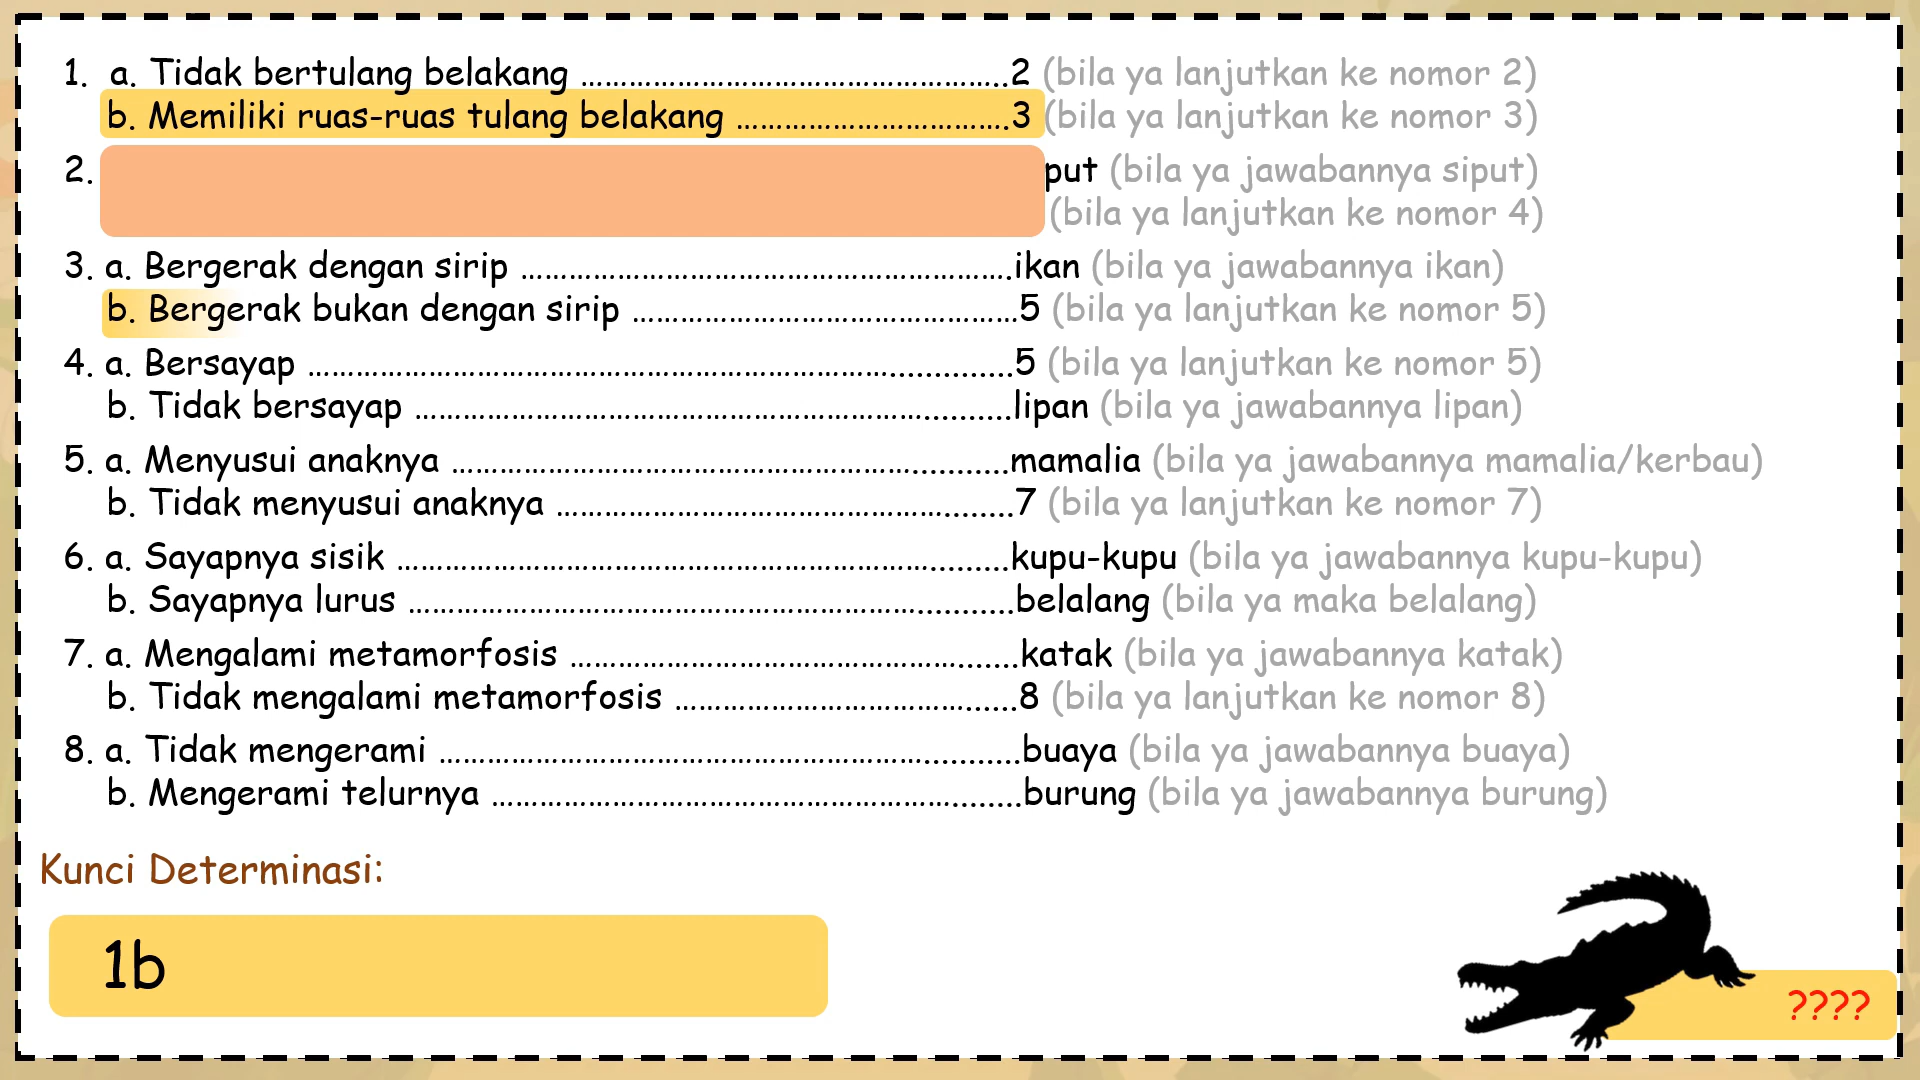 1. a. Tidak bertulang belakang ……………………………………………..2 (bila ya lanjutkan ke nomor 2)
b. Memiliki ruas-ruas tulang belakang …………………………….3 (bila ya lanjutkan ke nomor 3)
2. put (bila ya jawabannya siput)
(bila ya lanjutkan ke nomor 4)
3. a. Bergerak dengan sirip …………………………………………………….ikan (bila ya jawabannya ikan)
b. Bergerak bukan dengan sirip …………………………………………5 (bila ya lanjutkan ke nomor 5)
4. a. Bersayap ………………………………………………………………...............5 (bila ya lanjutkan ke nomor 5)
b. Tidak bersayap ………………………………………………………..........lipan (bila ya jawabannya lipan)
5. a. Menyusui anaknya …………………………………………………...........mamalia (bila ya jawabannya mamalia/kerbau)
b. Tidak menyusui anaknya …………………………………………........7 (bila ya lanjutkan ke nomor 7)
6. a. Sayapnya sisik ………………………………………………………….........kupu-kupu (bila ya jawabannya kupu-kupu)
b. Sayapnya lurus ………………………………………………………...........belalang (bila ya maka belalang)
7. a. Mengalami metamorfosis ………………………………………….......katak (bila ya jawabannya katak)
b. Tidak mengalami metamorfosis ………………………………......8 (bila ya lanjutkan ke nomor 8)
8. a. Tidak mengerami ……………………………………………………...........buaya (bila ya jawabannya buaya)
b. Mengerami telurnya ………………………………………………….......burung (bila ya jawabannya burung)
Kunci Determinasi:
1b
????